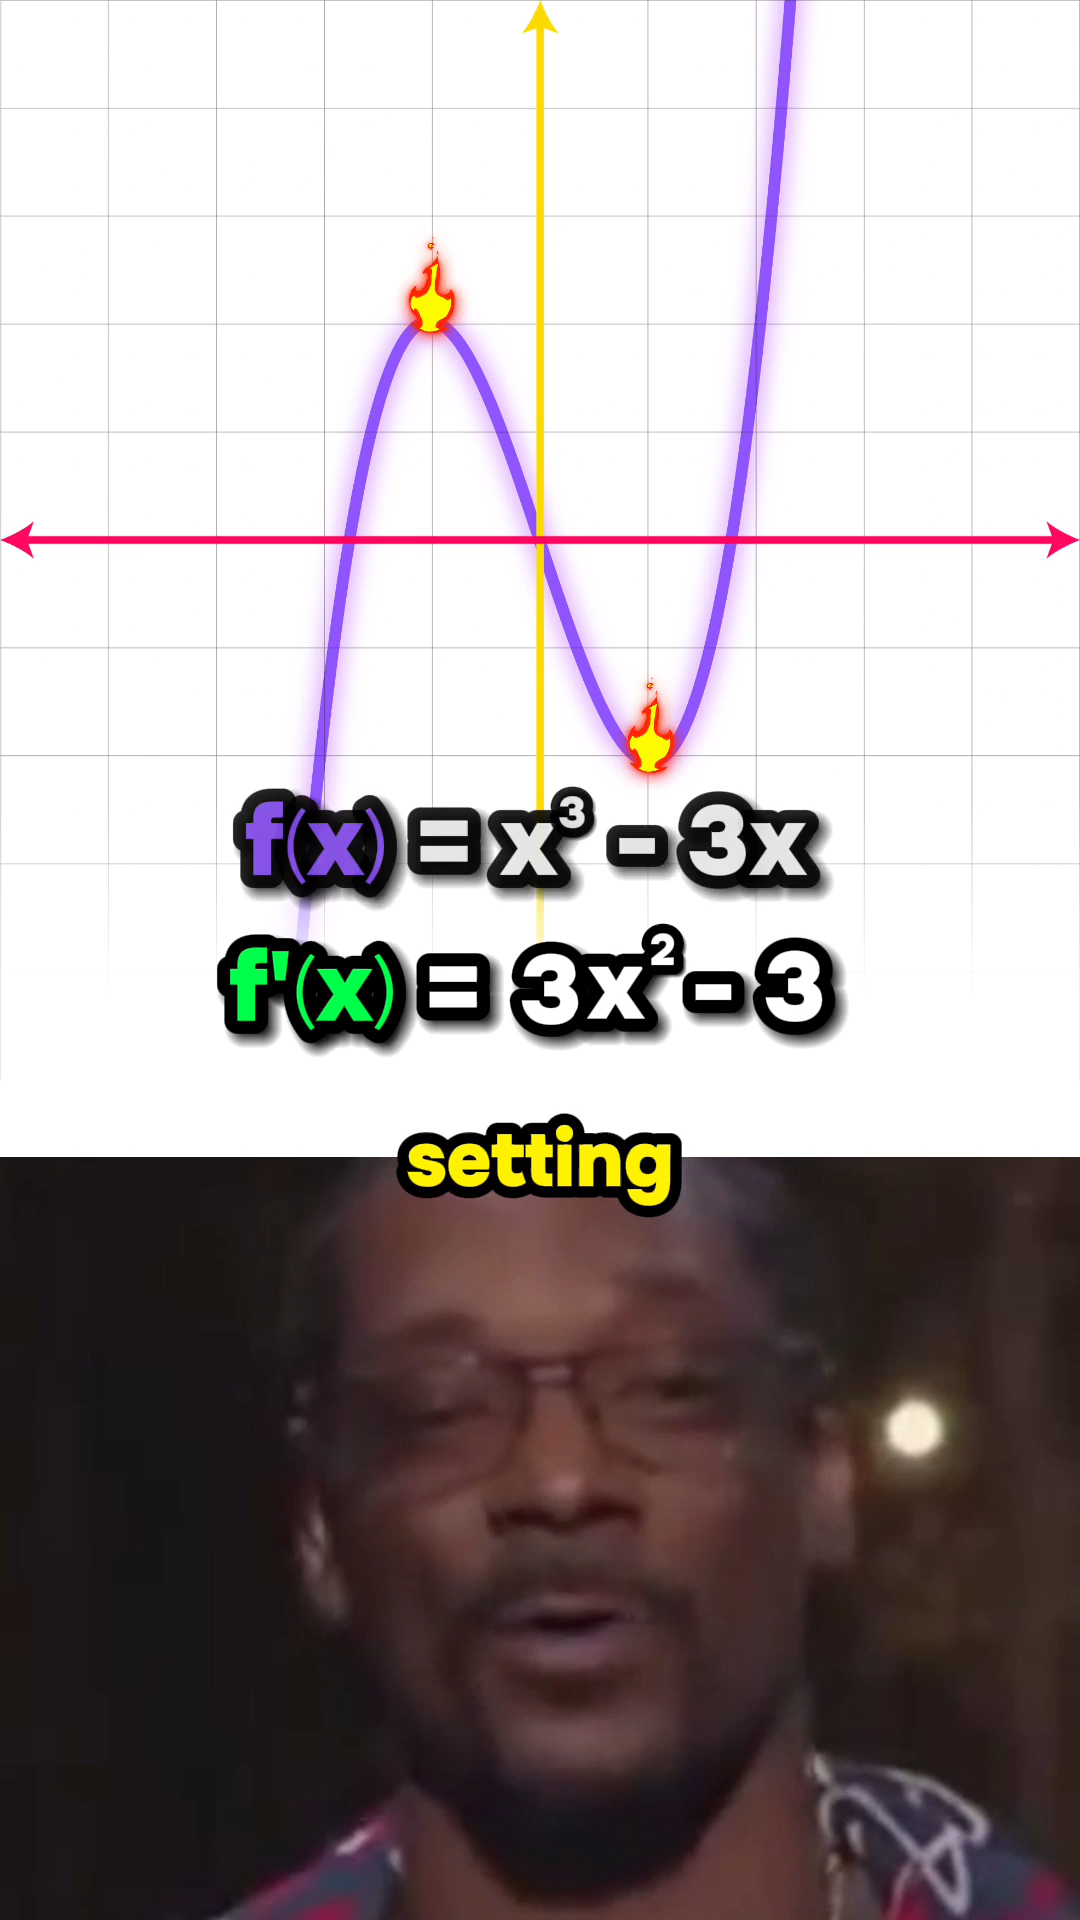 f(x) = x³ - 3x
f'(x) = 3x² - 3
setting